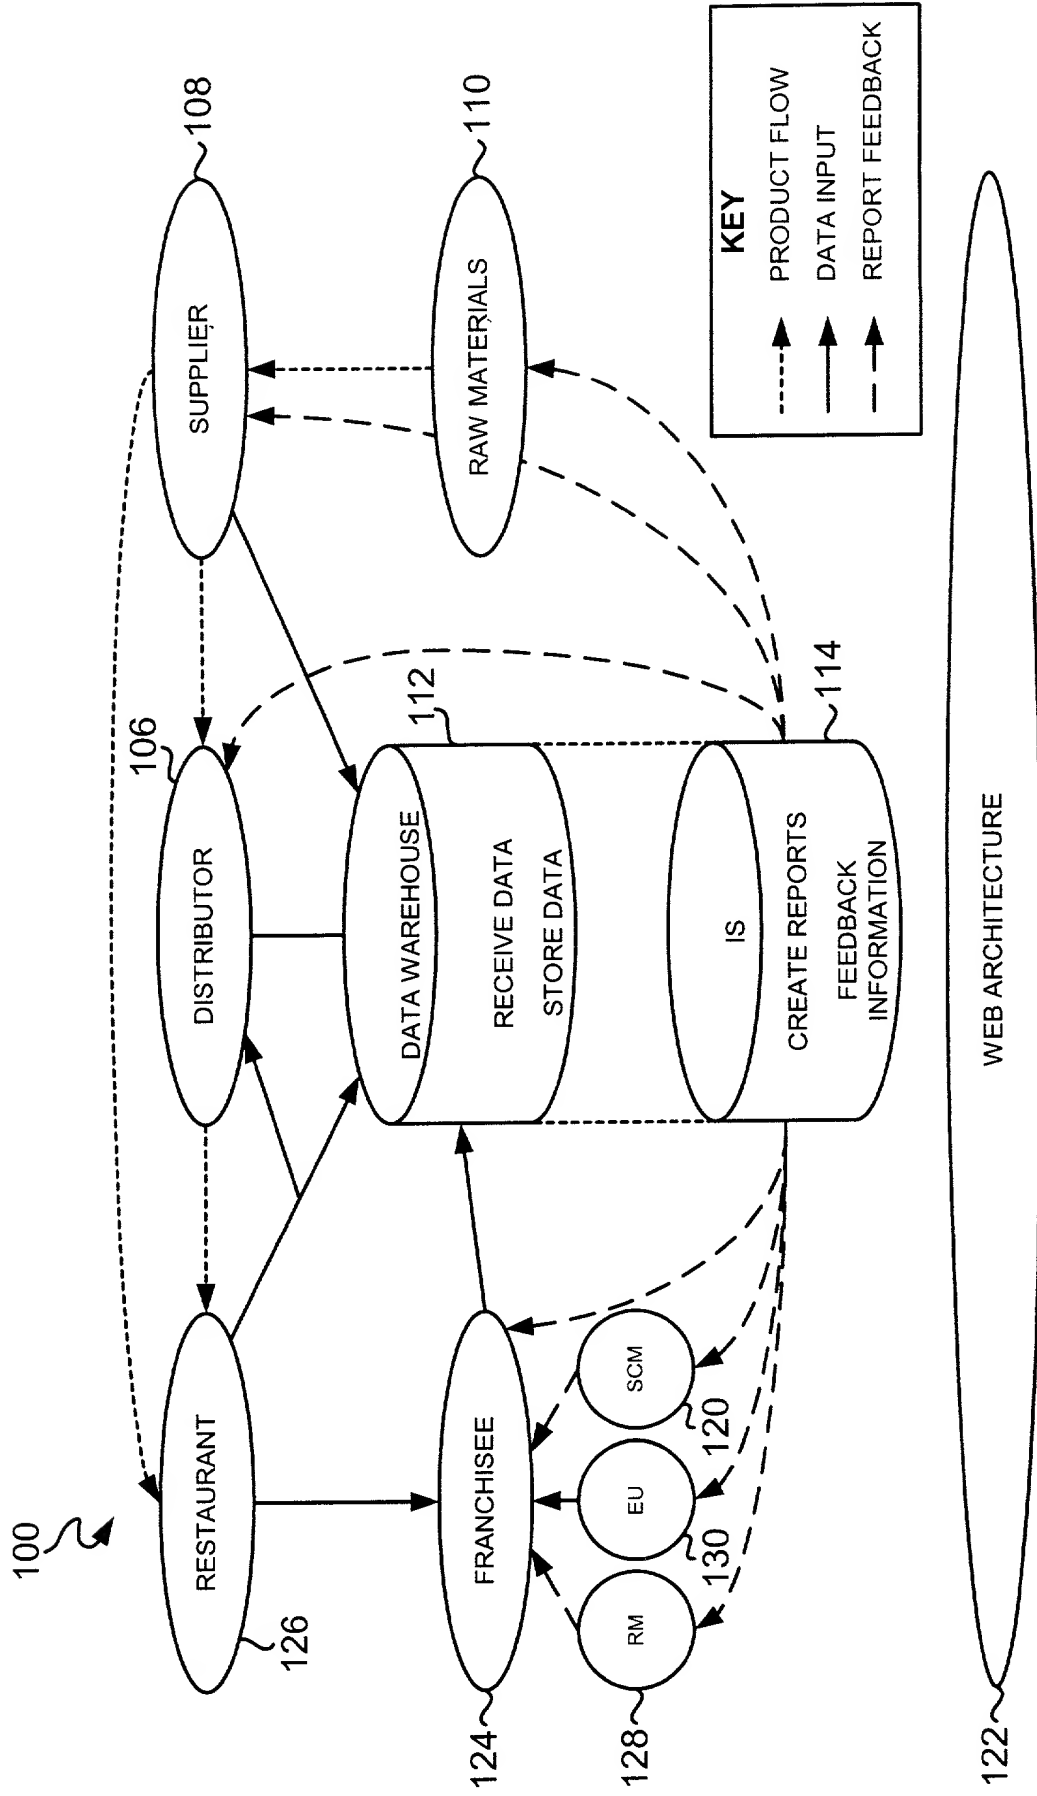 100
RESTAURANT
126
DISTRIBUTOR
106
SUPPLIER
108
FRANCHISEE
124
DATA WAREHOUSE
RECEIVE DATA
STORE DATA
112
RAW MATERIALS
110
RM
128
EU
130
SCM
120
IS
CREATE REPORTS
FEEDBACK
INFORMATION
114
KEY
PRODUCT FLOW
DATA INPUT
REPORT FEEDBACK
WEB ARCHITECTURE
122